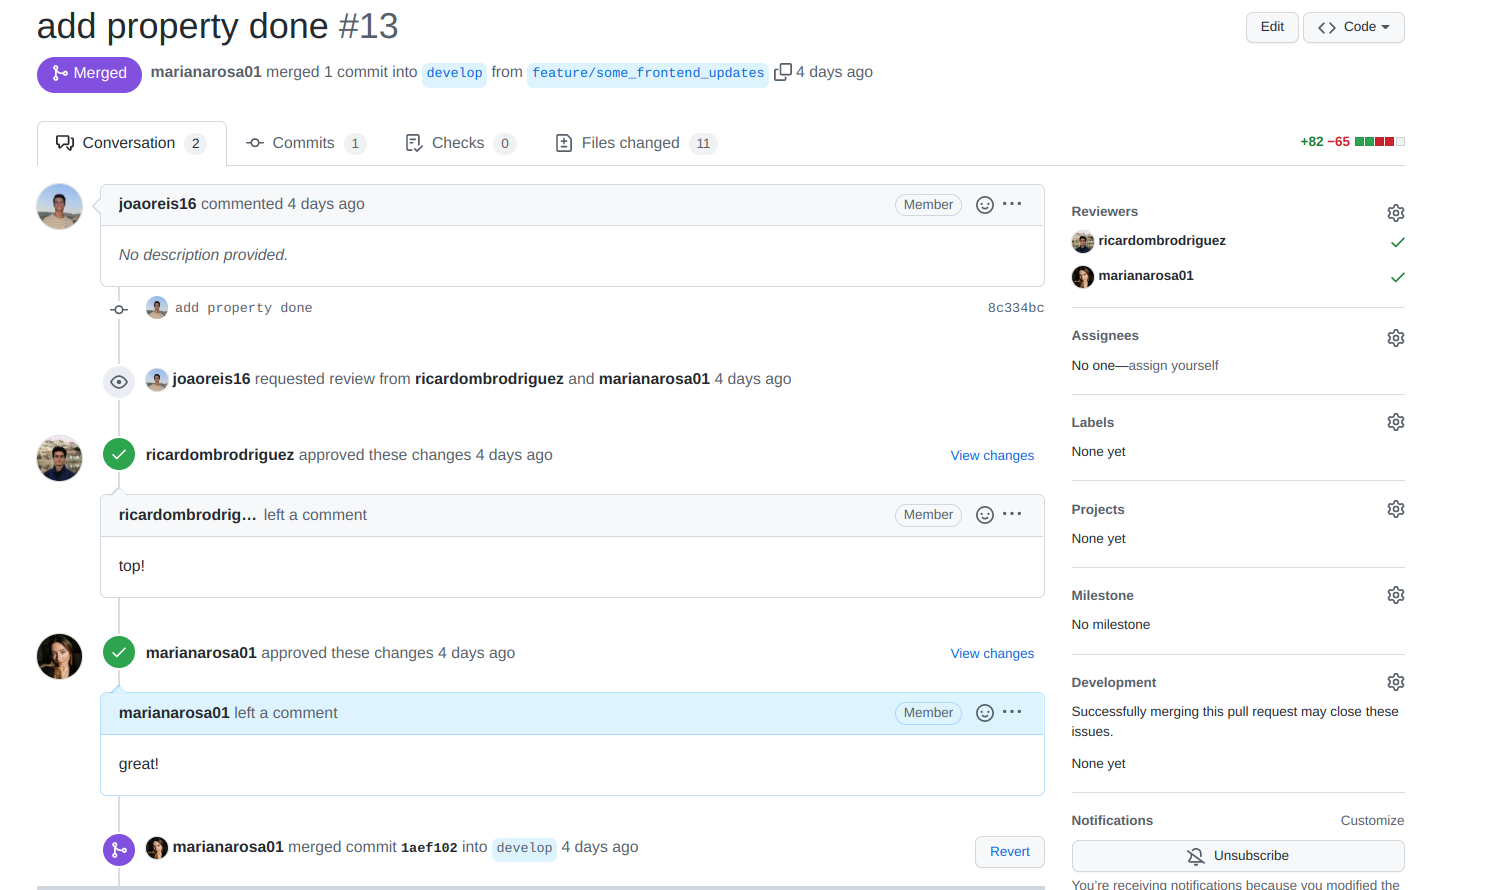 add property done #13
Edit
Code
Merged
marianarosa01 merged 1 commit into develop from feature/some_frontend_updates 4 days ago
Conversation 2
Commits 1
Checks 0
Files changed 11
+82 −65
joaoreis16 commented 4 days ago
Member
No description provided.
add property done
8c334bc
joaoreis16 requested review from ricardombrodriguez and marianarosa01 4 days ago
ricardombrodriguez approved these changes 4 days ago
View changes
ricardombrodrig… left a comment
Member
top!
marianarosa01 approved these changes 4 days ago
View changes
marianarosa01 left a comment
Member
great!
marianarosa01 merged commit 1aef102 into develop 4 days ago
Revert
Reviewers
ricardombrodriguez
marianarosa01
Assignees
No one—assign yourself
Labels
None yet
Projects
None yet
Milestone
No milestone
Development
Successfully merging this pull request may close these
issues.
None yet
Notifications
Customize
Unsubscribe
You're receiving notifications because you modified the